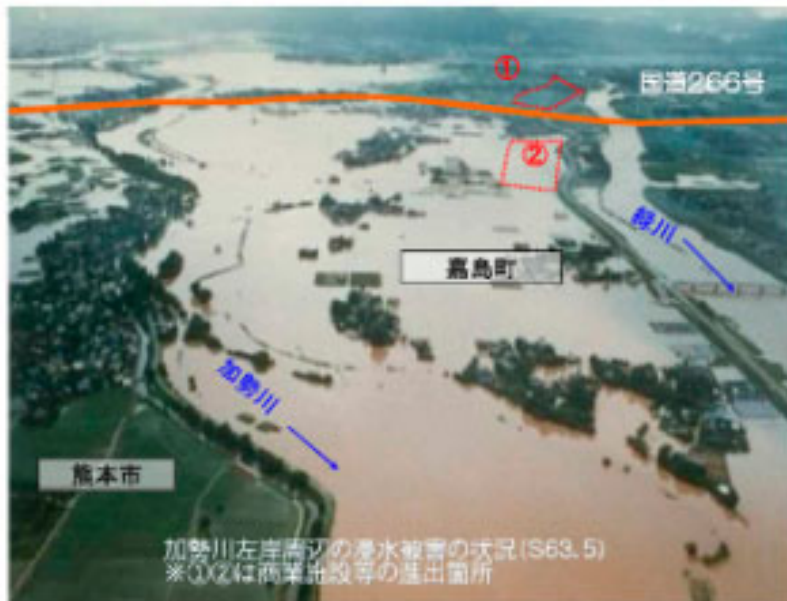 ①
国道266号
②
緑川
嘉島町
加勢川
熊本市
加勢川左岸周辺の浸水被害の状況(S63.5)
※①②は商業施設等の進出箇所